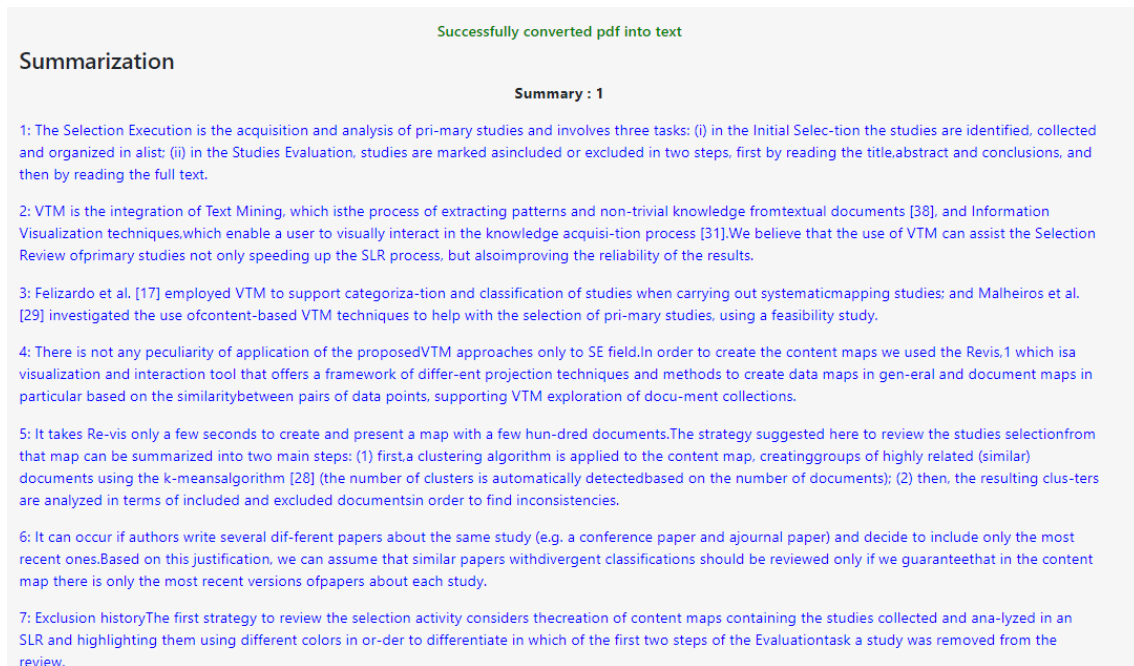 Successfully converted pdf into text
Summarization
Summary : 1
1: The Selection Execution is the acquisition and analysis of pri-mary studies and involves three tasks: (i) in the Initial Selec-tion the studies are identified, collected
and organized in alist; (ii) in the Studies Evaluation, studies are marked asincluded or excluded in two steps, first by reading the title,abstract and conclusions, and
then by reading the full text.
2: VTM is the integration of Text Mining, which isthe process of extracting patterns and non-trivial knowledge fromtextual documents [38], and Information
Visualization techniques,which enable a user to visually interact in the knowledge acquisi-tion process [31].We believe that the use of VTM can assist the Selection
Review ofprimary studies not only speeding up the SLR process, but alsoimproving the reliability of the results.
3: Felizardo et al. [17] employed VTM to support categoriza-tion and classification of studies when carrying out systematicmapping studies; and Malheiros et al.
[29] investigated the use ofcontent-based VTM techniques to help with the selection of pri-mary studies, using a feasibility study.
4: There is not any peculiarity of application of the proposedVTM approaches only to SE field.In order to create the content maps we used the Revis,1 which isa
visualization and interaction tool that offers a framework of differ-ent projection techniques and methods to create data maps in gen-eral and document maps in
particular based on the similaritybetween pairs of data points, supporting VTM exploration of docu-ment collections.
5: It takes Re-vis only a few seconds to create and present a map with a few hun-dred documents.The strategy suggested here to review the studies selectionfrom
that map can be summarized into two main steps: (1) first,a clustering algorithm is applied to the content map, creatinggroups of highly related (similar)
documents using the k-meansalgorithm [28] (the number of clusters is automatically detectedbased on the number of documents); (2) then, the resulting clus-ters
are analyzed in terms of included and excluded documentsin order to find inconsistencies.
6: It can occur if authors write several dif-ferent papers about the same study (e.g. a conference paper and ajournal paper) and decide to include only the most
recent ones.Based on this justification, we can assume that similar papers withdivergent classifications should be reviewed only if we guaranteethat in the content
map there is only the most recent versions ofpapers about each study.
7: Exclusion historyThe first strategy to review the selection activity considers thecreation of content maps containing the studies collected and ana-lyzed in an
SLR and highlighting them using different colors in or-der to differentiate in which of the first two steps of the Evaluationtask a study was removed from the
review.